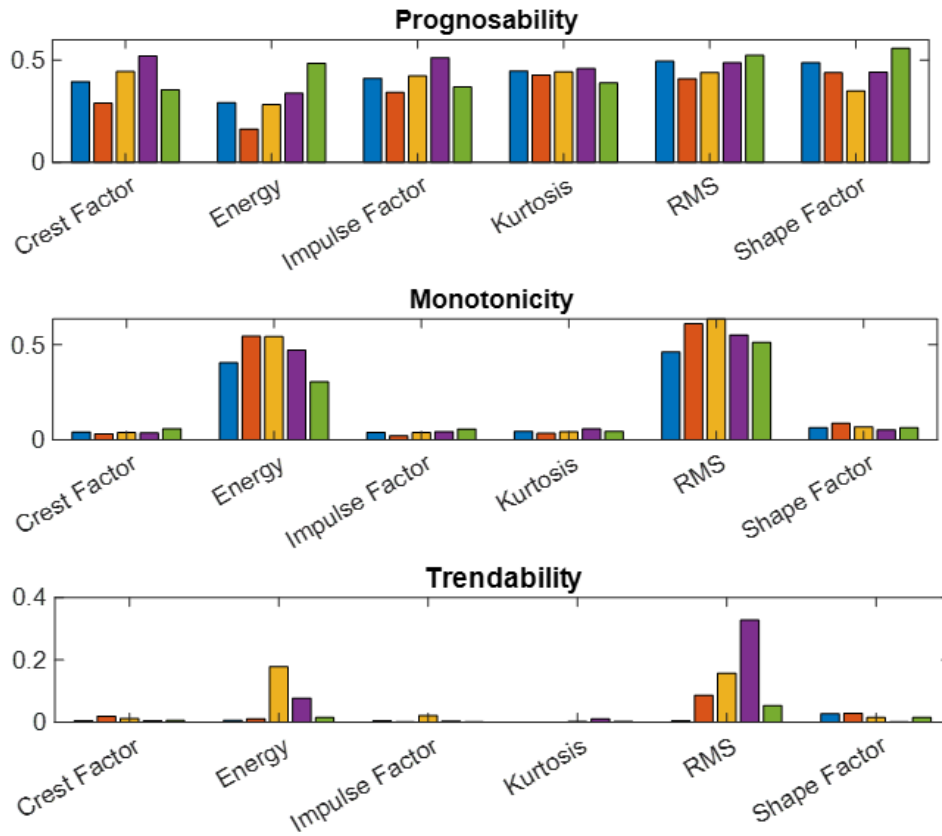 Prognosability
0.5
0
Crest Factor
Energy
Impulse Factor
Kurtosis
RMS
Shape Factor
Monotonicity
0.5
0
Crest Factor
Energy
Impulse Factor
Kurtosis
RMS
Shape Factor
Trendability
0.4
0.2
0
Crest Factor
Energy
Impulse Factor
Kurtosis
RMS
Shape Factor